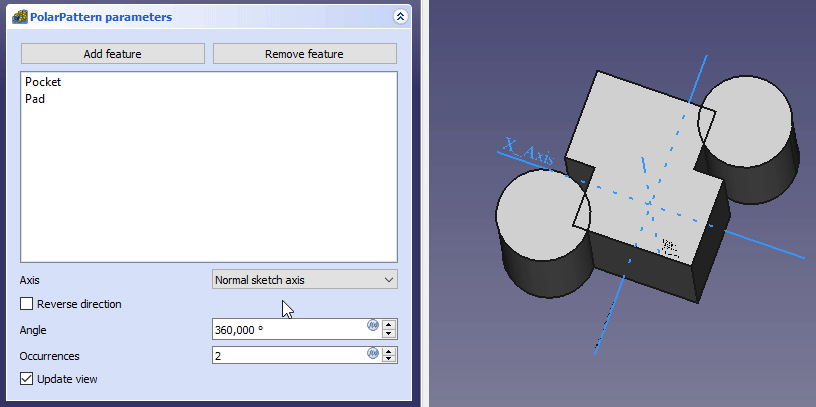 PolarPattern parameters
Add feature
Remove feature
Pocket
Pad
Axis
Normal sketch axis
Reverse direction
Angle
360,000 °
Occurrences
2
Update view
X_Axis